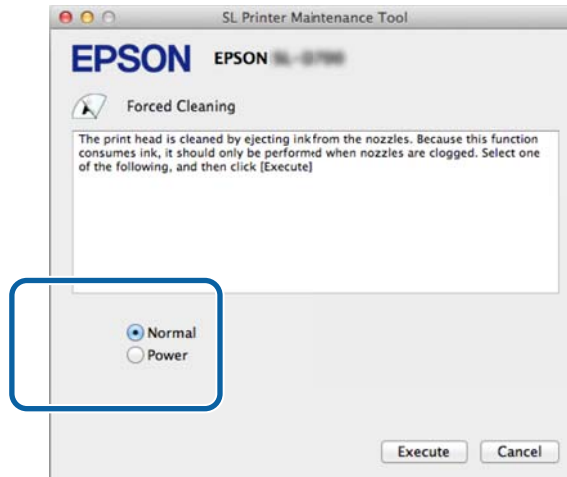 SL Printer Maintenance Tool
EPSON EPSON
Forced Cleaning
The print head is cleaned by ejecting ink from the nozzles. Because this function
consumes ink, it should only be performed when nozzles are clogged. Select one
of the following, and then click [Execute]
Normal
Power
Execute Cancel